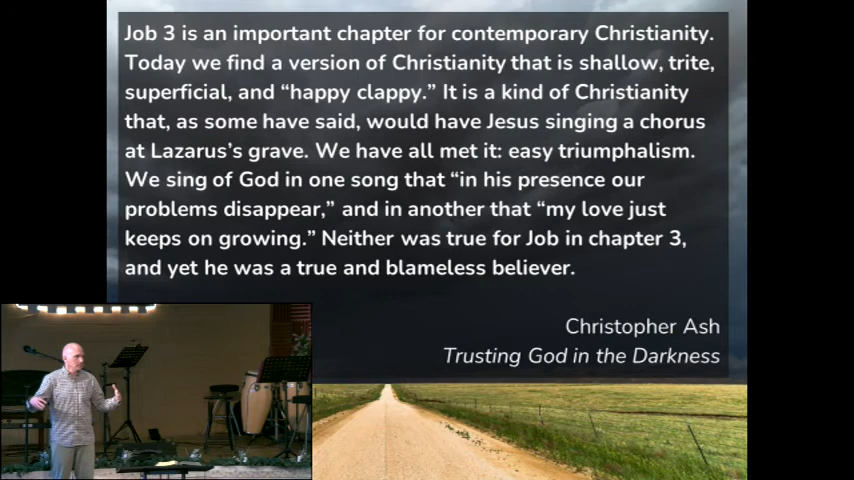 Job 3 is an important chapter for contemporary Christianity.
Today we find a version of Christianity that is shallow, trite,
superficial, and “happy clappy.” It is a kind of Christianity
that, as some have said, would have Jesus singing a chorus
at Lazarus’s grave. We have all met it: easy triumphalism.
We sing of God in one song that “in his presence our
problems disappear,” and in another that “my love just
keeps on growing.” Neither was true for Job in chapter 3,
and yet he was a true and blameless believer.
Christopher Ash
Trusting God in the Darkness